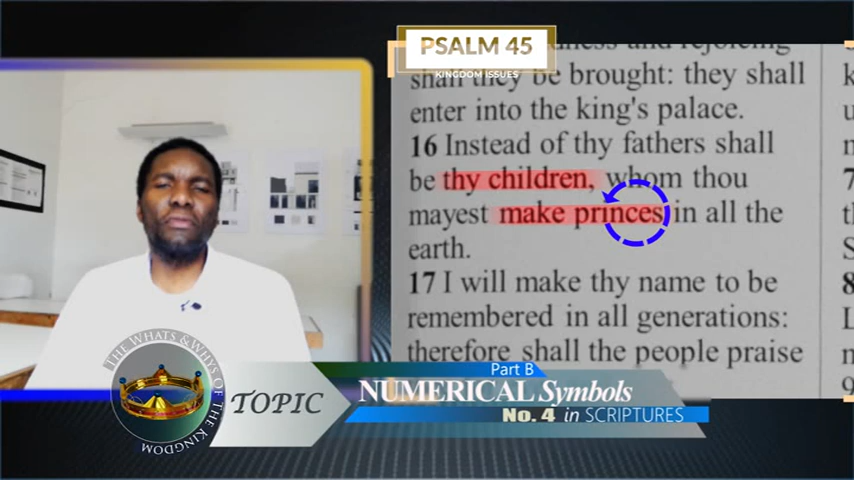 PSALM 45
KINGDOM ISSUES
and rejoicing
shall they be brought: they shall
enter into the king's palace.
16 Instead of thy fathers shall
be thy children, whom thou
mayest make princes in all the
earth.
17 I will make thy name to be
remembered in all generations:
therefore shall the people praise
THE WHATS & WHYS OF THE KINGDOM
TOPIC
Part B
NUMERICAL Symbols
No. 4 in SCRIPTURES